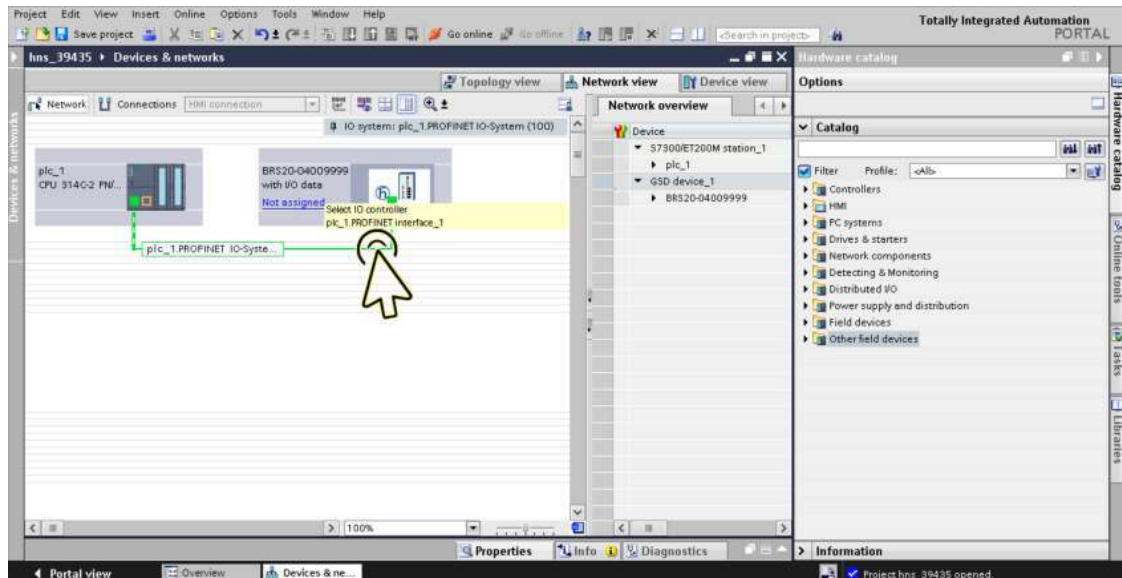 Project Edit View Insert Online Options Tools Window Help
Totally Integrated Automation
PORTAL
Save project
Go online
Go offline
<Search in project>
hns_39435 ▸ Devices & networks
Hardware catalog
Topology view
Network view
Device view
Options
Network
Connections
HMI connection
Network overview
IO system: plc_1.PROFINET IO-System (100)
Catalog
Device
S7300/ET200M station_1
plc_1
GSD device_1
BRS20-04009999
Filter
Profile:
<All>
Controllers
HMI
PC systems
Drives & starters
Network components
Detecting & Monitoring
Distributed I/O
Power supply and distribution
Field devices
Other field devices
plc_1
CPU 314C-2 PN/...
BRS20-04009999
with I/O data
Not assigned
Select IO controller
plc_1.PROFINET interface_1
plc_1.PROFINET IO-Syste...
100%
Properties
Info
Diagnostics
Information
Portal view
Overview
Devices & ne...
Project hns_39435 opened.
Devices & networks
Hardware catalog
Online tools
Tasks
Libraries